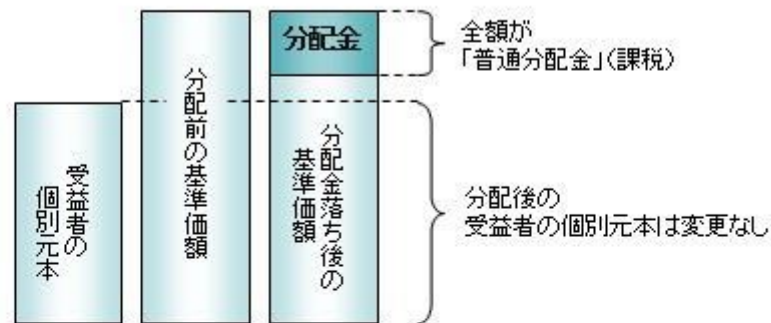 受益者の
個別元本
分配前の基準価額
分配金
分配金落ち後の
基準価額
全額が
「普通分配金」(課税)
分配後の
受益者の個別元本は変更なし